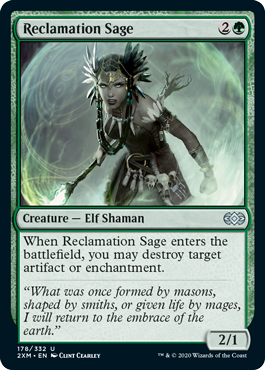 Reclamation Sage 2
Creature — Elf Shaman
When Reclamation Sage enters the
battlefield, you may destroy target
artifact or enchantment.
“What was once formed by masons,
shaped by smiths, or given life by mages,
I will return to the embrace of the
earth.”
2/1
178/332 U
2XM • EN Clint Cearley
™ & © 2020 Wizards of the Coast